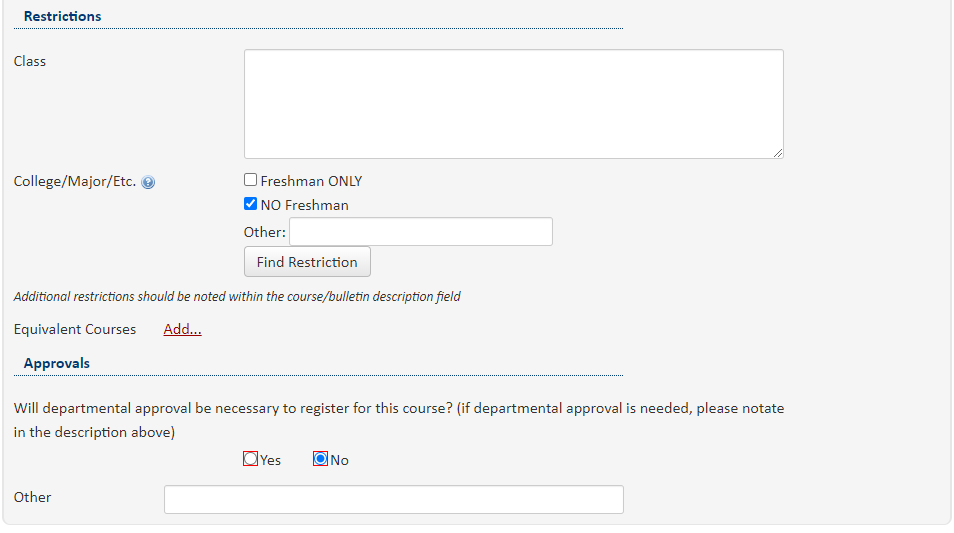 Restrictions
Class
College/Major/Etc.
Freshman ONLY
NO Freshman
Other:
Find Restriction
Additional restrictions should be noted within the course/bulletin description field
Equivalent Courses Add...
Approvals
Will departmental approval be necessary to register for this course? (if departmental approval is needed, please notate
in the description above)
Yes No
Other